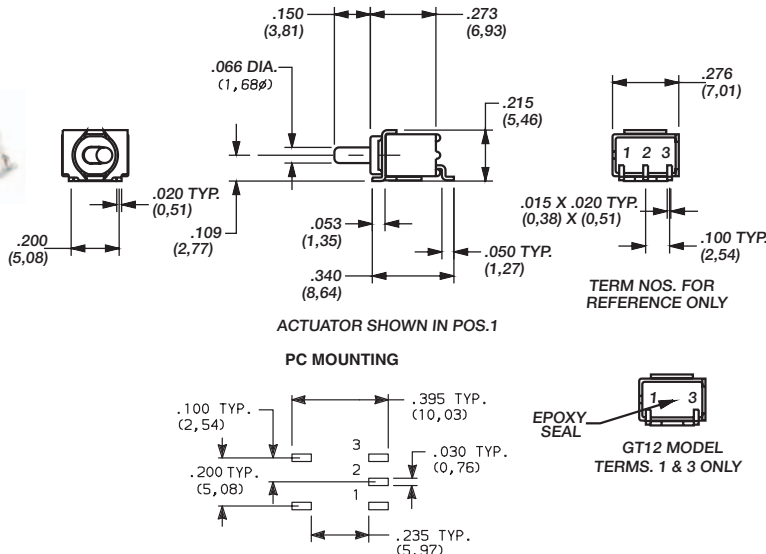 .150
(3,81)
.273
(6,93)
.066 DIA.
(1,68ø)
.215
(5,46)
.276
(7,01)
1 2 3
.020 TYP.
(0,51)
.109
(2,77)
.200
(5,08)
.053
(1,35)
.340
(8,64)
.050 TYP.
(1,27)
.015 X .020 TYP.
(0,38) X (0,51)
.100 TYP.
(2,54)
TERM NOS. FOR
REFERENCE ONLY
ACTUATOR SHOWN IN POS.1
PC MOUNTING
.395 TYP.
(10,03)
.100 TYP.
(2,54)
3
2
1
.030 TYP.
(0,76)
.200 TYP.
(5,08)
.235 TYP.
(5,97)
1 3
EPOXY
SEAL
GT12 MODEL
TERMS. 1 & 3 ONLY